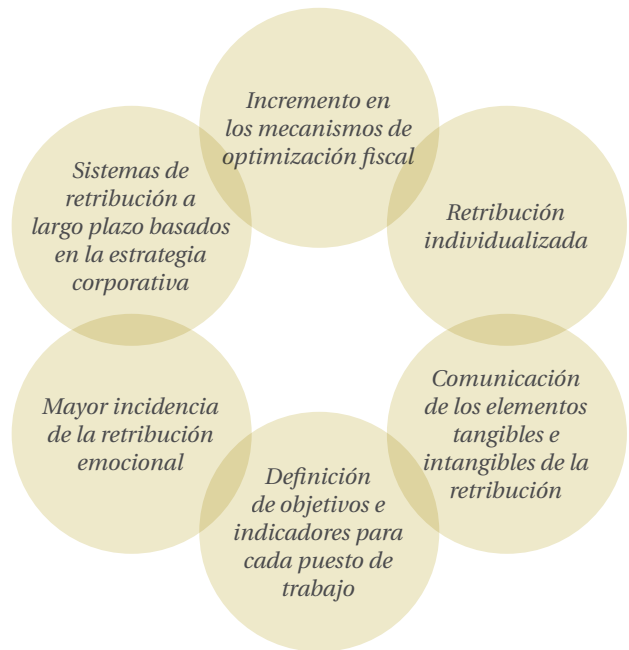 Incremento en
los mecanismos de
optimización fiscal
Retribución
individualizada
Comunicación
de los elementos
tangibles e
intangibles de la
retribución
Definición
de objetivos e
indicadores para
cada puesto de
trabajo
Mayor incidencia
de la retribución
emocional
Sistemas de
retribución a
largo plazo basados
en la estrategia
corporativa